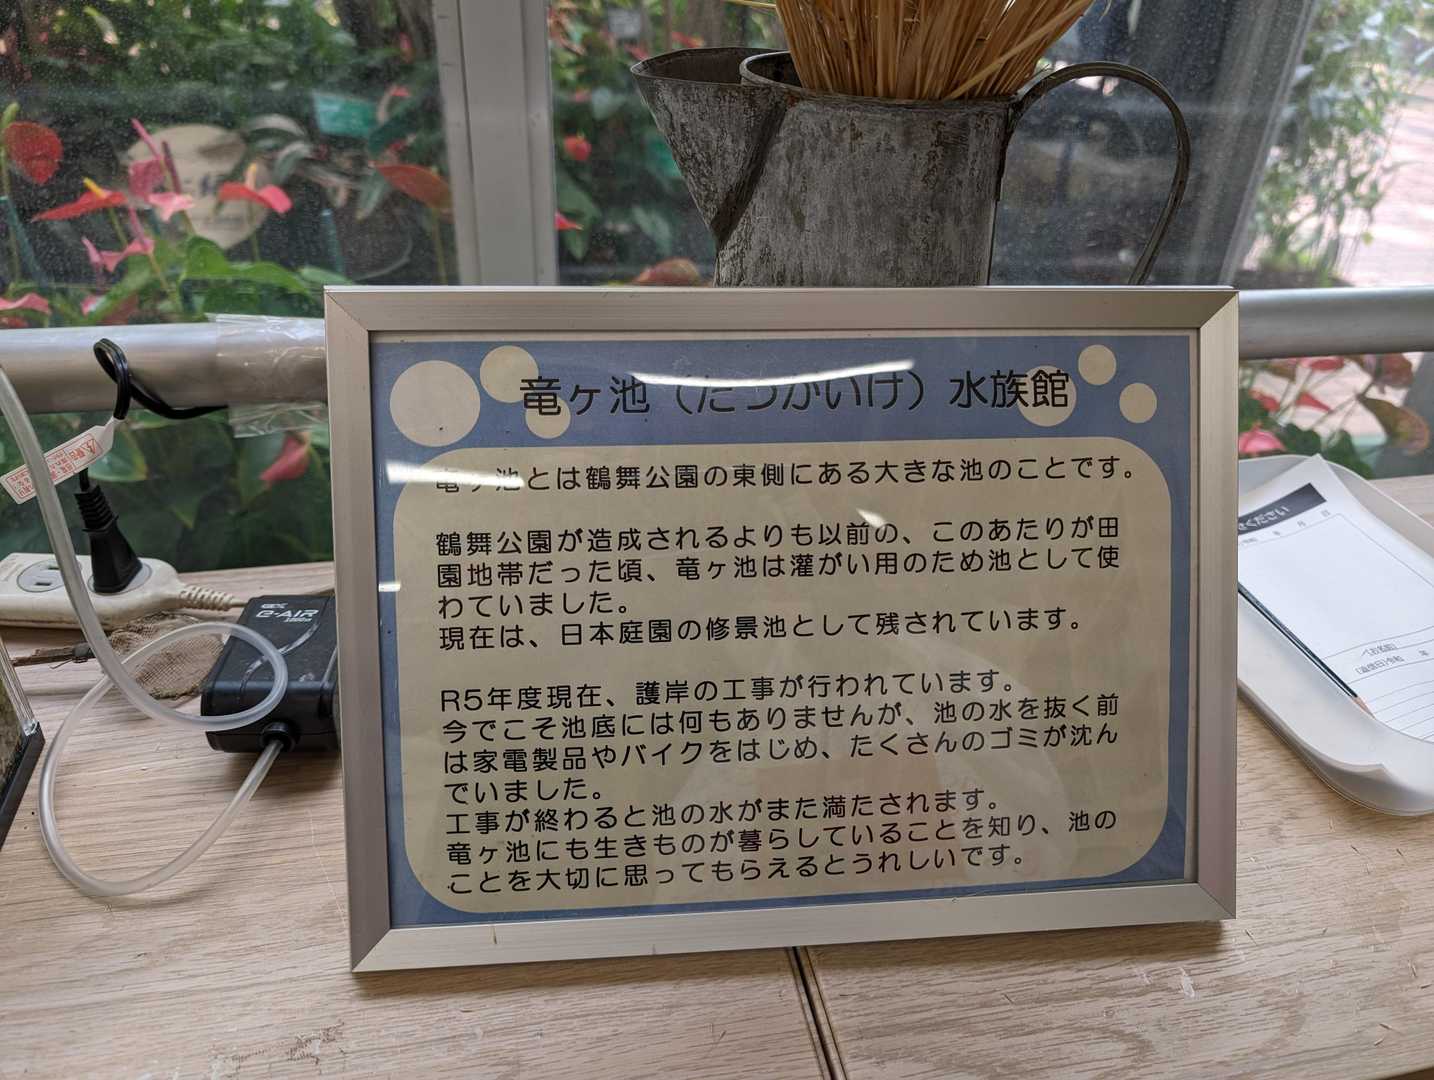 竜ヶ池（たつがいけ）水族館
竜ヶ池とは鶴舞公園の東側にある大きな池のことです。
鶴舞公園が造成されるよりも以前の、このあたりが田
園地帯だった頃、竜ヶ池は灌がい用のため池として使
わていました。
現在は、日本庭園の修景池として残されています。
R5年度現在、護岸の工事が行われています。
今でこそ池底には何もありませんが、池の水を抜く前
は家電製品やバイクをはじめ、たくさんのゴミが沈ん
でいました。
工事が終わると池の水がまた満たされます。
竜ヶ池にも生きものが暮らしていることを知り、池の
ことを大切に思ってもらえるとうれしいです。
GEX
e-AIR